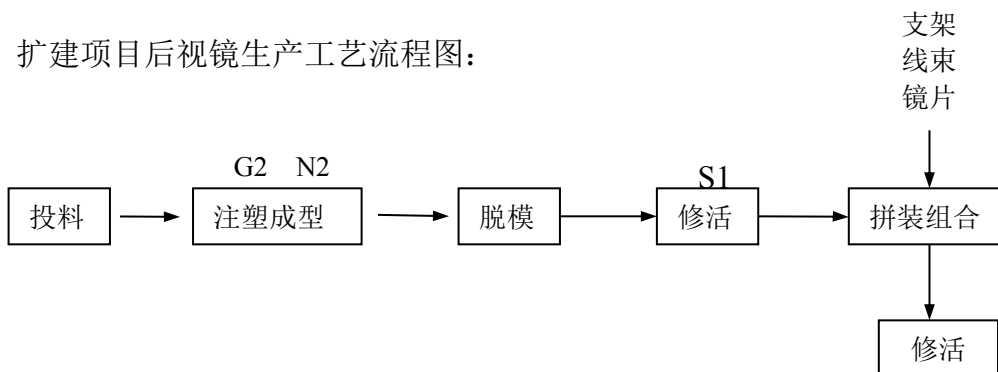 扩建项目后视镜生产工艺流程图：
支架
线束
镜片
G2 N2
S1
投料
注塑成型
脱模
修活
拼装组合
修活